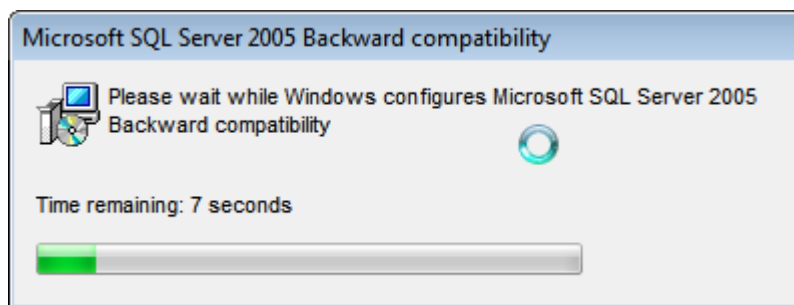 Microsoft SQL Server 2005 Backward compatibility
Please wait while Windows configures Microsoft SQL Server 2005
Backward compatibility
Time remaining: 7 seconds